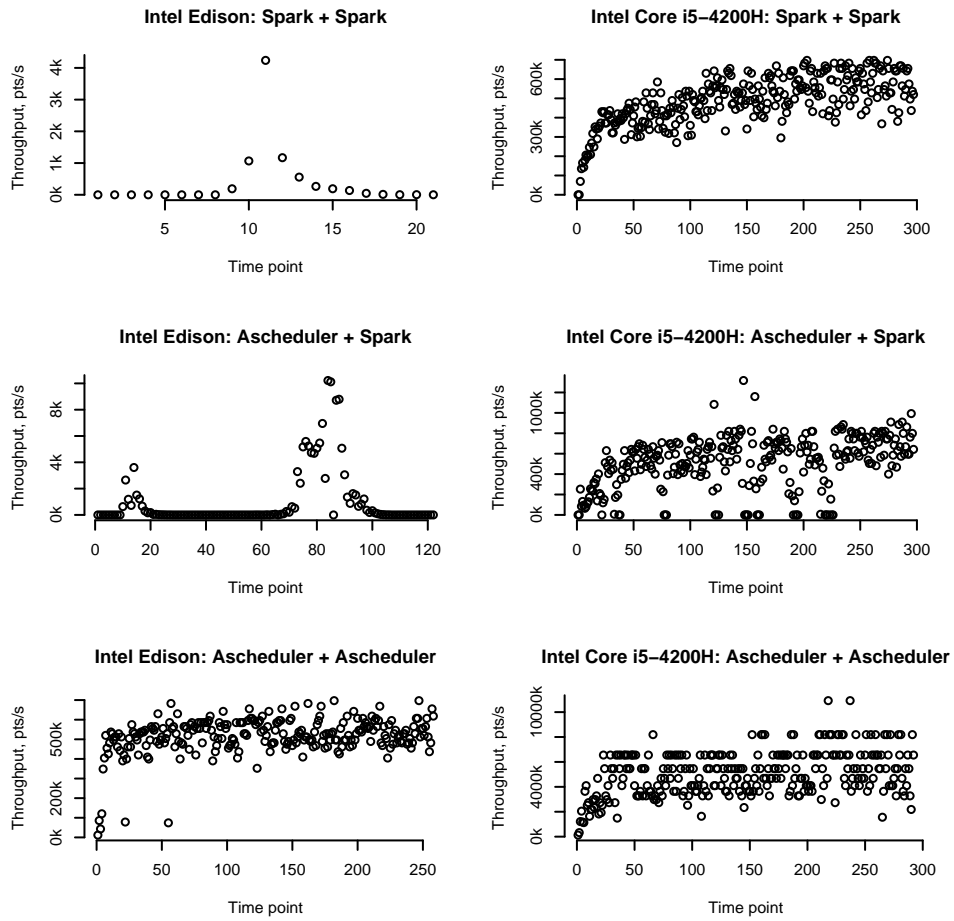 Intel Edison: Spark + Spark
Throughput, pts/s
0k 1k 2k 3k 4k
5 10 15 20
Time point
Intel Core i5−4200H: Spark + Spark
Throughput, pts/s
0k 300k 600k
0 50 100 150 200 250 300
Time point
Intel Edison: Ascheduler + Spark
Throughput, pts/s
0k 4k 8k
0 20 40 60 80 100 120
Time point
Intel Core i5−4200H: Ascheduler + Spark
Throughput, pts/s
0k 400k 1000k
0 50 100 150 200 250 300
Time point
Intel Edison: Ascheduler + Ascheduler
Throughput, pts/s
0k 200k 500k
0 50 100 150 200 250
Time point
Intel Core i5−4200H: Ascheduler + Ascheduler
Throughput, pts/s
0k 4000k 10000k
0 50 100 150 200 250 300
Time point